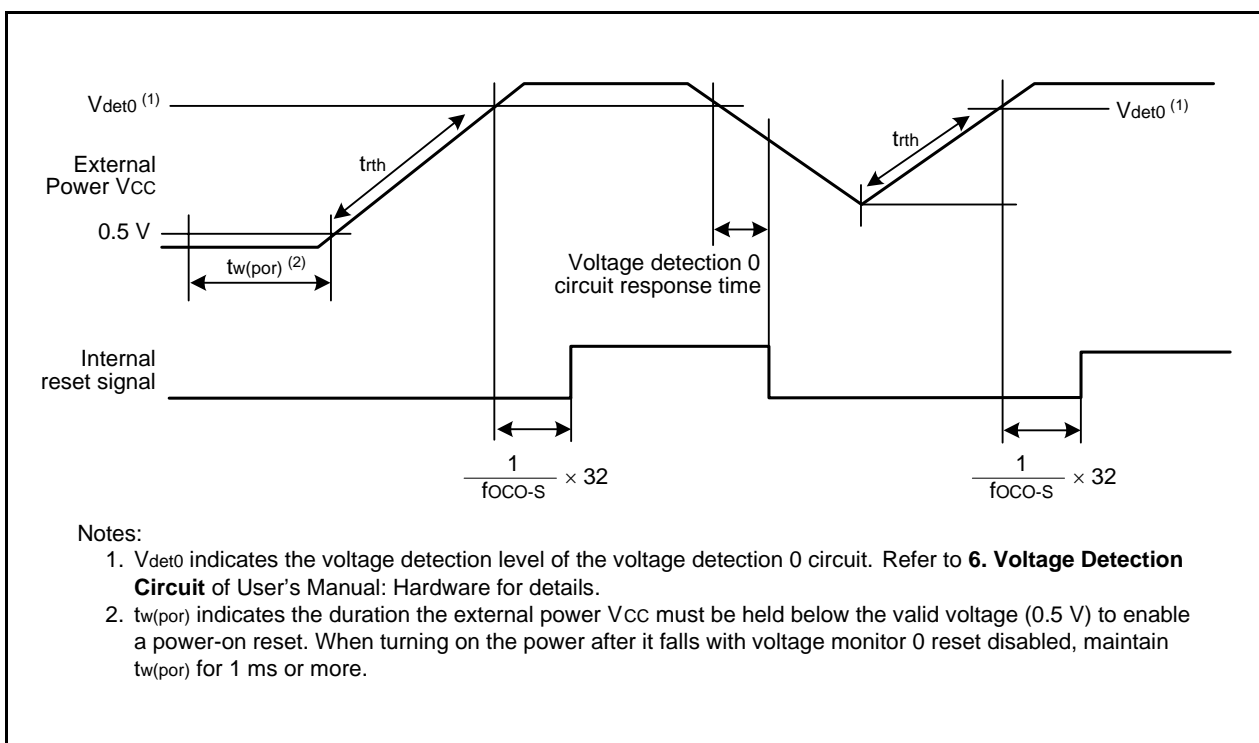 Vdet0 (1)
Vdet0 (1)
trth
trth
External
Power VCC
0.5 V
tw(por) (2)
Voltage detection 0
circuit response time
Internal
reset signal
1
fOCO-S
× 32
1
fOCO-S
× 32
Notes:
1. Vdet0 indicates the voltage detection level of the voltage detection 0 circuit. Refer to 6. Voltage Detection
Circuit of User's Manual: Hardware for details.
2. tw(por) indicates the duration the external power VCC must be held below the valid voltage (0.5 V) to enable
a power-on reset. When turning on the power after it falls with voltage monitor 0 reset disabled, maintain
tw(por) for 1 ms or more.